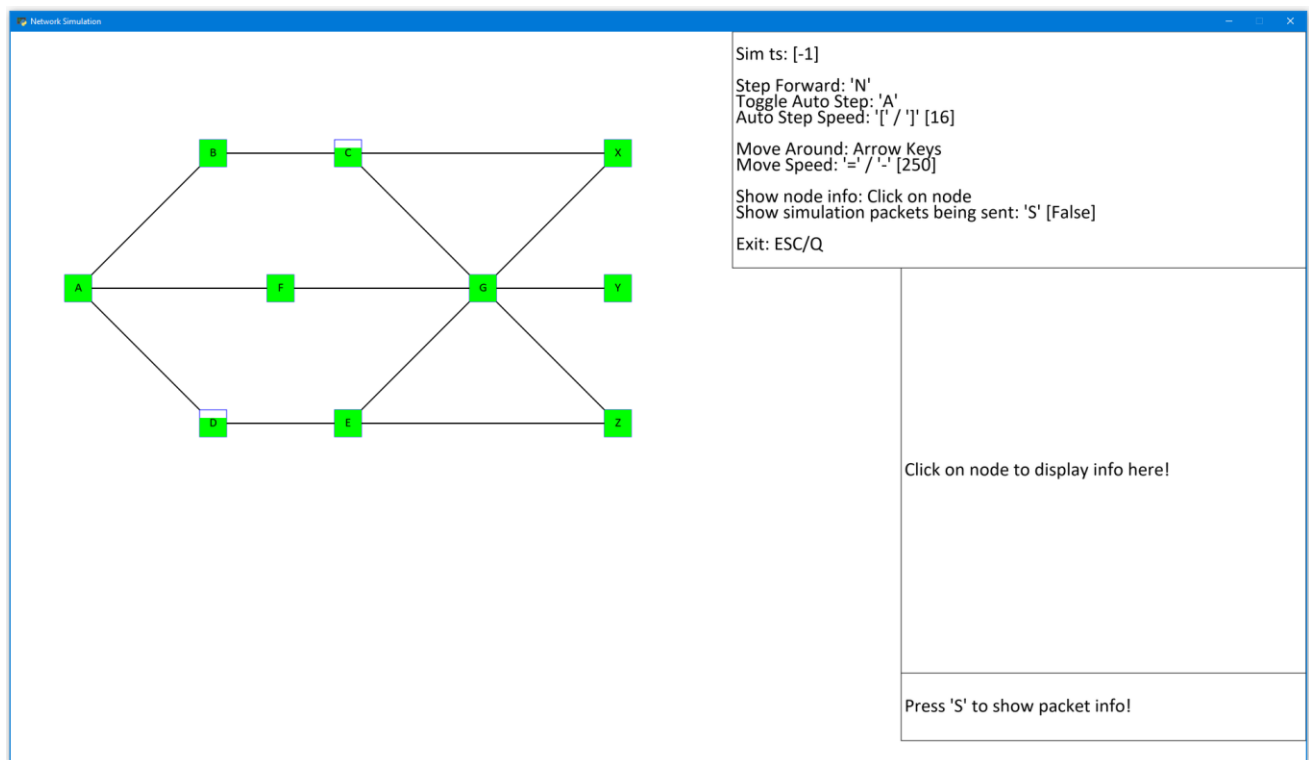 Network Simulation
Sim ts: [-1]
Step Forward: 'N'
Toggle Auto Step: 'A'
Auto Step Speed: '[' / ']' [16]
Move Around: Arrow Keys
Move Speed: '=' / '-' [250]
Show node info: Click on node
Show simulation packets being sent: 'S' [False]
Exit: ESC/Q
B
C
X
A
F
G
Y
D
E
Z
Click on node to display info here!
Press 'S' to show packet info!